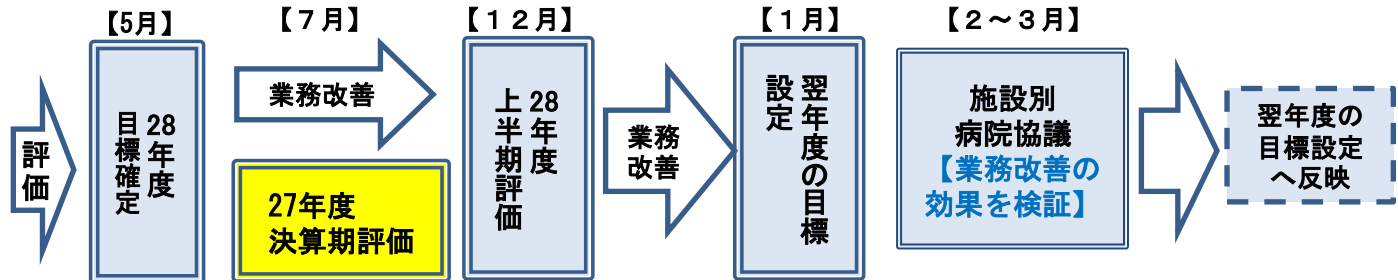 【5月】
【７月】
【１２月】
【１月】
【２～３月】
評価
28年度
目標確定
業務改善
27年度
決算期評価
28年度
上半期評価
業務
改善
翌年度の目標
設定
施設別
病院協議
【業務改善の
効果を検証】
翌年度の
目標設定
へ反映